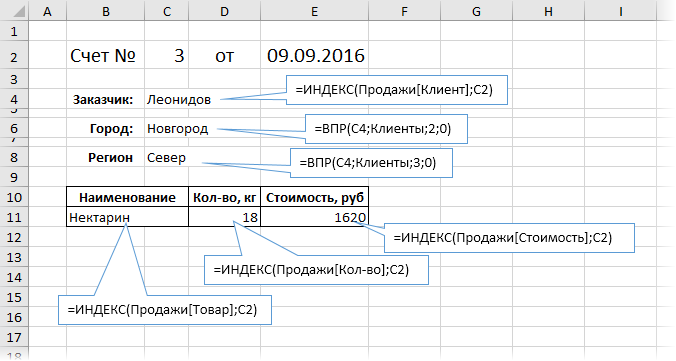 A B C D E F G H I
1
2 Счет № 3 от 09.09.2016
3
=ИНДЕКС(Продажи[Клиент];C2)
4 Заказчик: Леонидов
5
6 Город: Новгород =ВПР(C4;Клиенты;2;0)
7
8 Регион Север =ВПР(C4;Клиенты;3;0)
9
10 Наименование Кол-во, кг Стоимость, руб
11 Нектарин 18 1620
12 =ИНДЕКС(Продажи[Стоимость];C2)
13
14 =ИНДЕКС(Продажи[Кол-во];C2)
15
16 =ИНДЕКС(Продажи[Товар];C2)
17
18